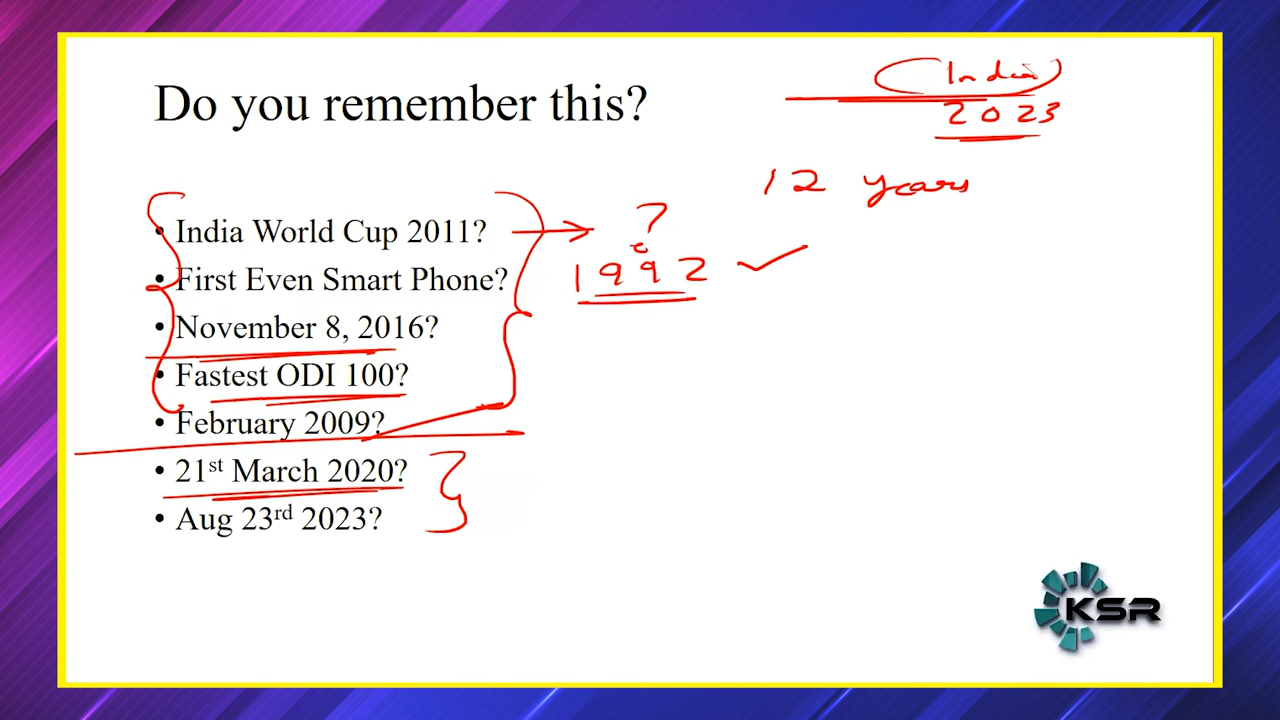 (India)
2023
Do you remember this?
12 years
• India World Cup 2011?
?
• First Even Smart Phone?
1992
• November 8, 2016?
• Fastest ODI 100?
• February 2009?
• 21st March 2020?
• Aug 23rd 2023?
KSR